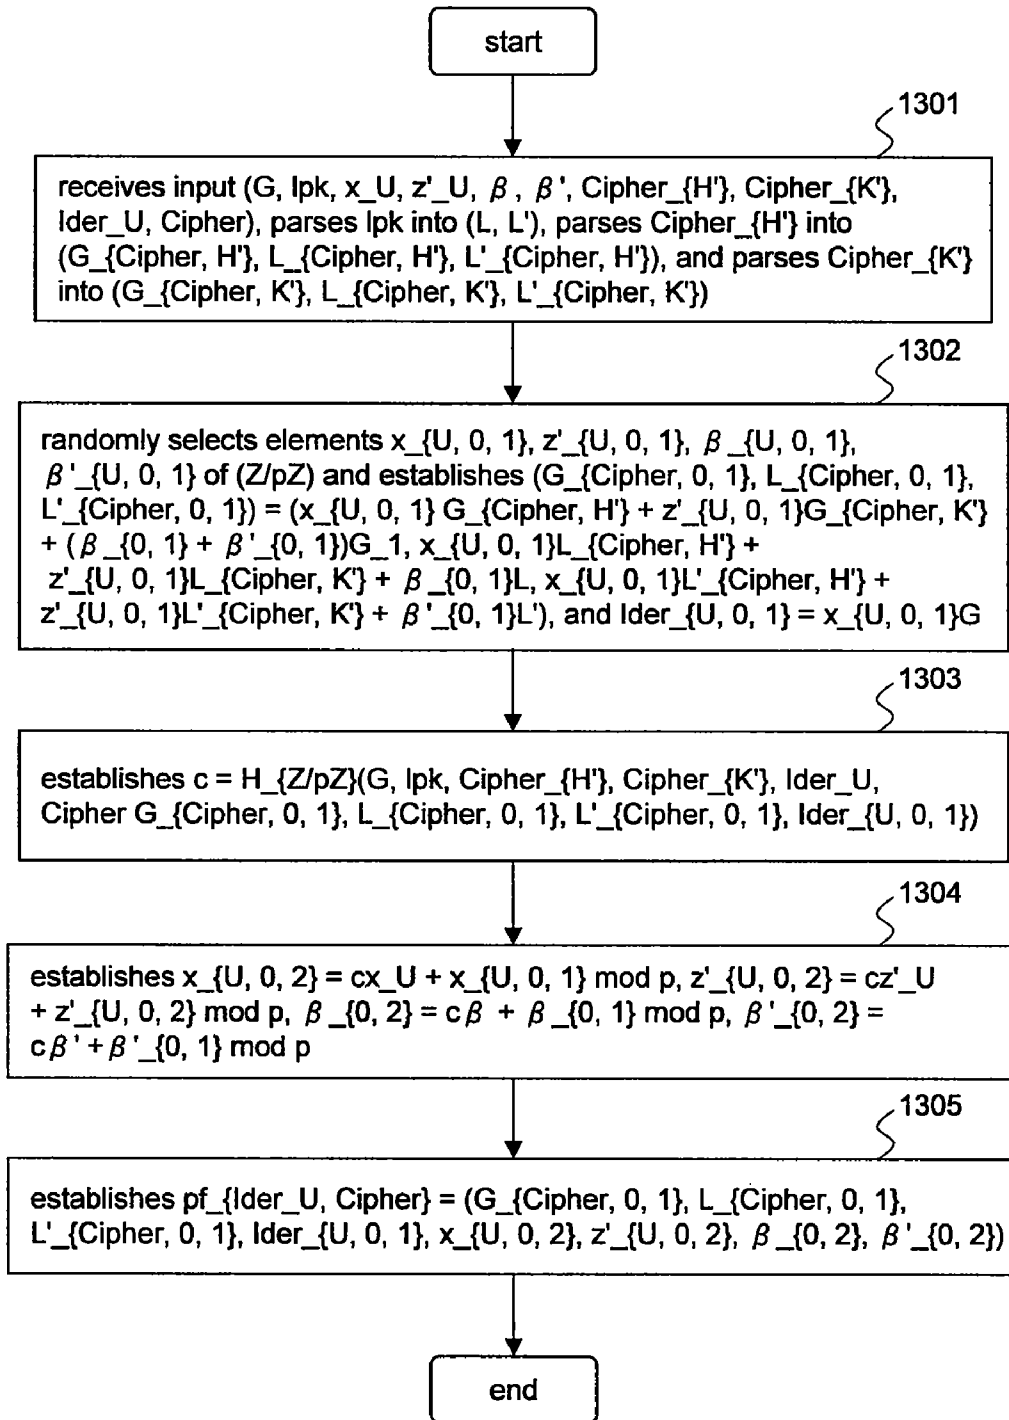 start
1301
receives input (G, Ipk, x_U, z'_U, β, β', Cipher_{H'}, Cipher_{K'},
Ider_U, Cipher), parses Ipk into (L, L'), parses Cipher_{H'} into
(G_{Cipher, H'}, L_{Cipher, H'}, L'_{Cipher, H'}), and parses Cipher_{K'}
into (G_{Cipher, K'}, L_{Cipher, K'}, L'_{Cipher, K'})
1302
randomly selects elements x_{U, 0, 1}, z'_{U, 0, 1}, β_{U, 0, 1},
β'_{U, 0, 1} of (Z/pZ) and establishes (G_{Cipher, 0, 1}, L_{Cipher, 0, 1},
L'_{Cipher, 0, 1}) = (x_{U, 0, 1} G_{Cipher, H'} + z'_{U, 0, 1}G_{Cipher, K'}
+ (β_{0, 1} + β'_{0, 1})G_1, x_{U, 0, 1}L_{Cipher, H'} +
z'_{U, 0, 1}L_{Cipher, K'} + β_{0, 1}L, x_{U, 0, 1}L'_{Cipher, H'} +
z'_{U, 0, 1}L'_{Cipher, K'} + β'_{0, 1}L'), and Ider_{U, 0, 1} = x_{U, 0, 1}G
1303
establishes c = H_{Z/pZ}(G, Ipk, Cipher_{H'}, Cipher_{K'}, Ider_U,
Cipher G_{Cipher, 0, 1}, L_{Cipher, 0, 1}, L'_{Cipher, 0, 1}, Ider_{U, 0, 1})
1304
establishes x_{U, 0, 2} = cx_U + x_{U, 0, 1} mod p, z'_{U, 0, 2} = cz'_U
+ z'_{U, 0, 2} mod p, β_{0, 2} = cβ + β_{0, 1} mod p, β'_{0, 2} =
cβ' + β'_{0, 1} mod p
1305
establishes pf_{Ider_U, Cipher} = (G_{Cipher, 0, 1}, L_{Cipher, 0, 1},
L'_{Cipher, 0, 1}, Ider_{U, 0, 1}, x_{U, 0, 2}, z'_{U, 0, 2}, β_{0, 2}, β'_{0, 2})
end